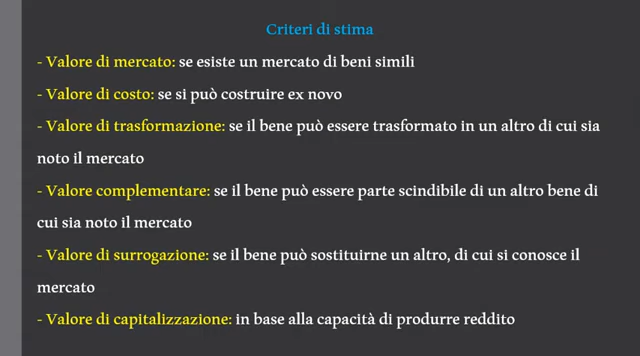 Criteri di stima
- Valore di mercato: se esiste un mercato di beni simili
- Valore di costo: se si può costruire ex novo
- Valore di trasformazione: se il bene può essere trasformato in un altro di cui sia
noto il mercato
- Valore complementare: se il bene può essere parte scindibile di un altro bene di
cui sia noto il mercato
- Valore di surrogazione: se il bene può sostituirne un altro, di cui si conosce il
mercato
- Valore di capitalizzazione: in base alla capacità di produrre reddito